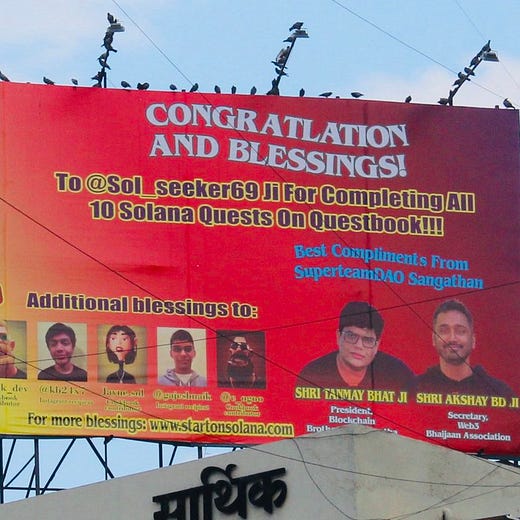 CONGRATLATION
AND BLESSINGS!
To @Sol_seeker69 Ji For Completing All
10 Solana Quests On Questbook!!!
Best Compliments From
SuperteamDAO Sangathan
Additional blessings to:
SHRI TANMAY BHAT JI
President,
Blockchain
SHRI AKSHAY BD JI
Secretary,
Web3
Bhaijaan Association
For more blessings: www.startonsolana.com
सार्थिक